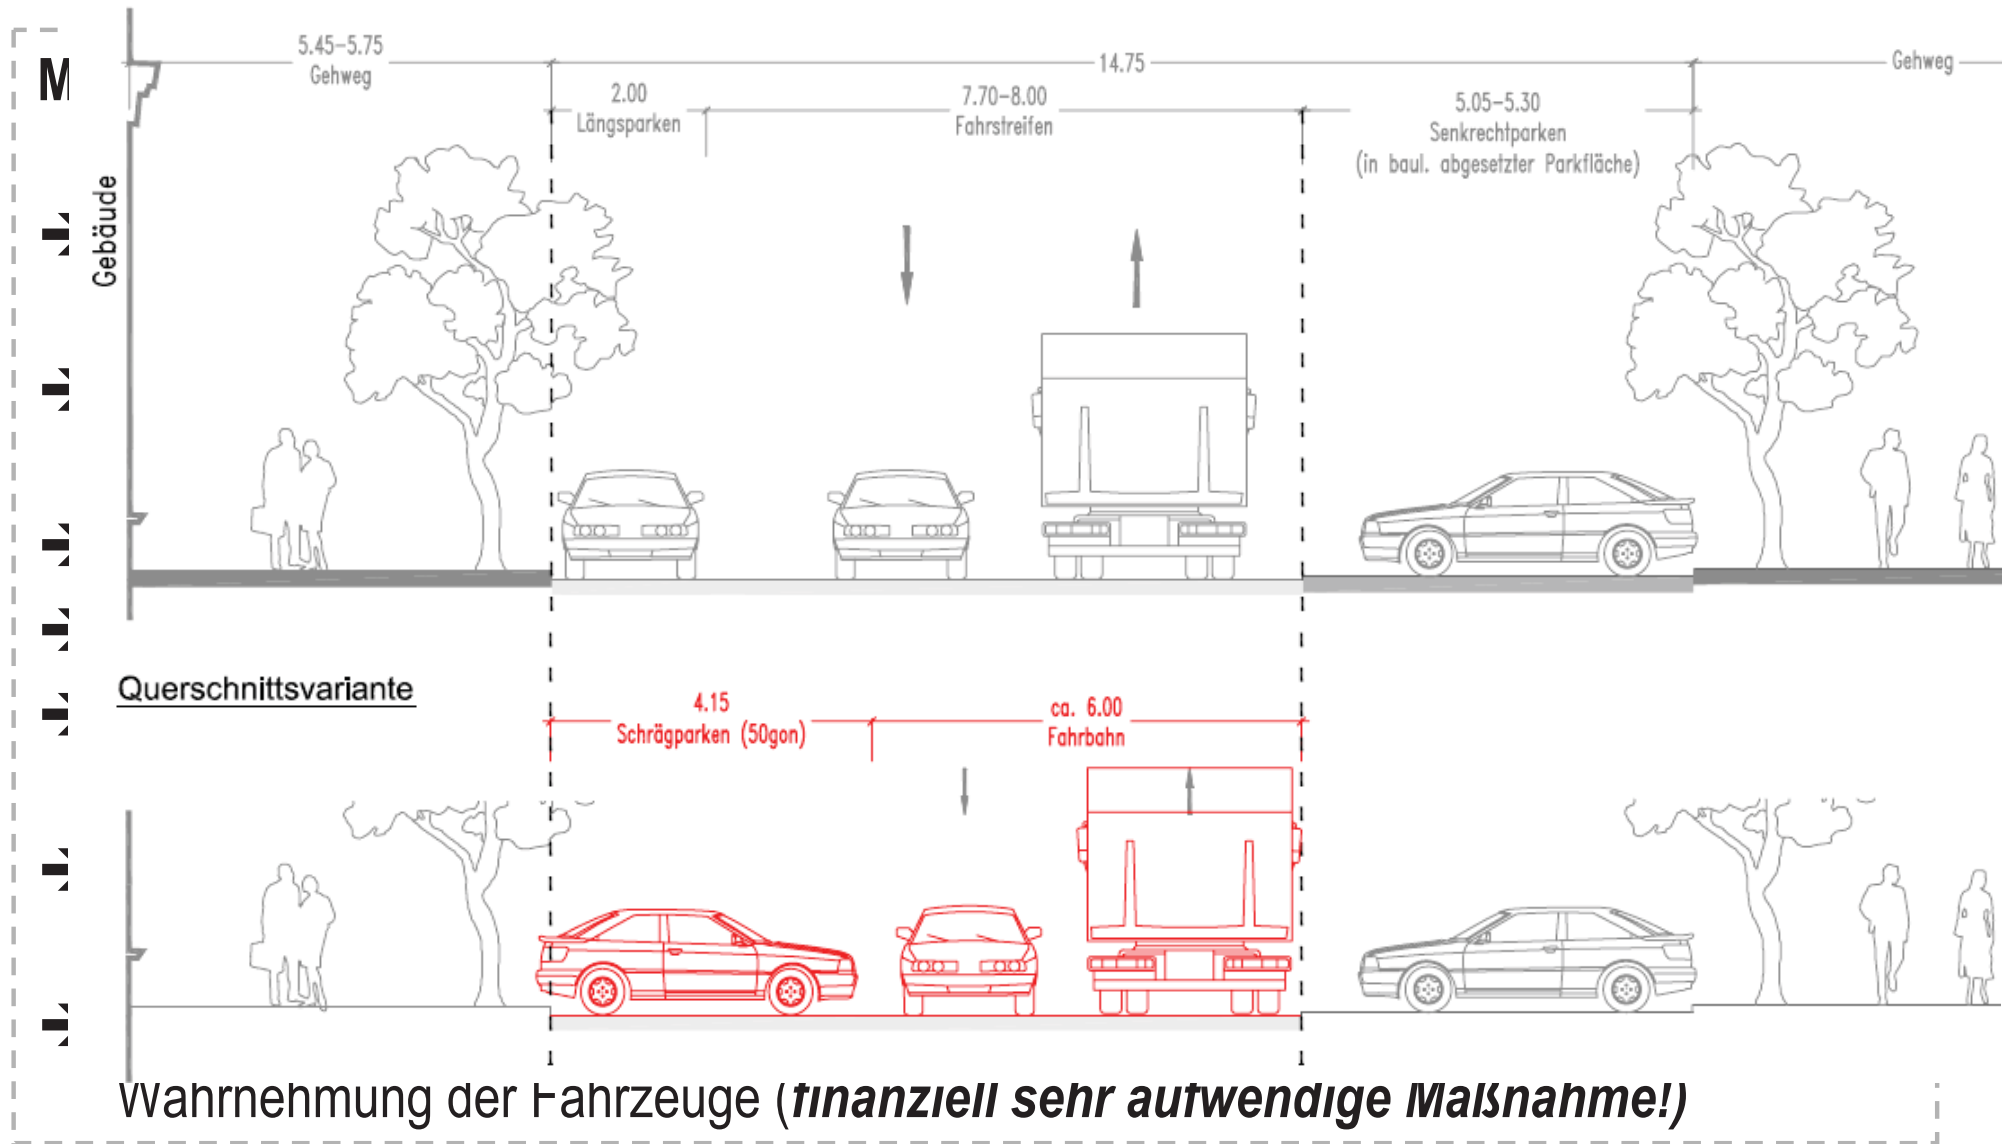 M
5.45–5.75
Gehweg
14.75
Gehweg
2.00
Längsparken
7.70–8.00
Fahrstreifen
5.05–5.30
Senkrechtparken
(in baul. abgesetzter Parkfläche)
Gebäude
Querschnittsvariante
4.15
Schrägparken (50gon)
ca. 6.00
Fahrbahn
Wahrnehmung der Fahrzeuge (finanziell sehr aufwendige Maßnahme!)